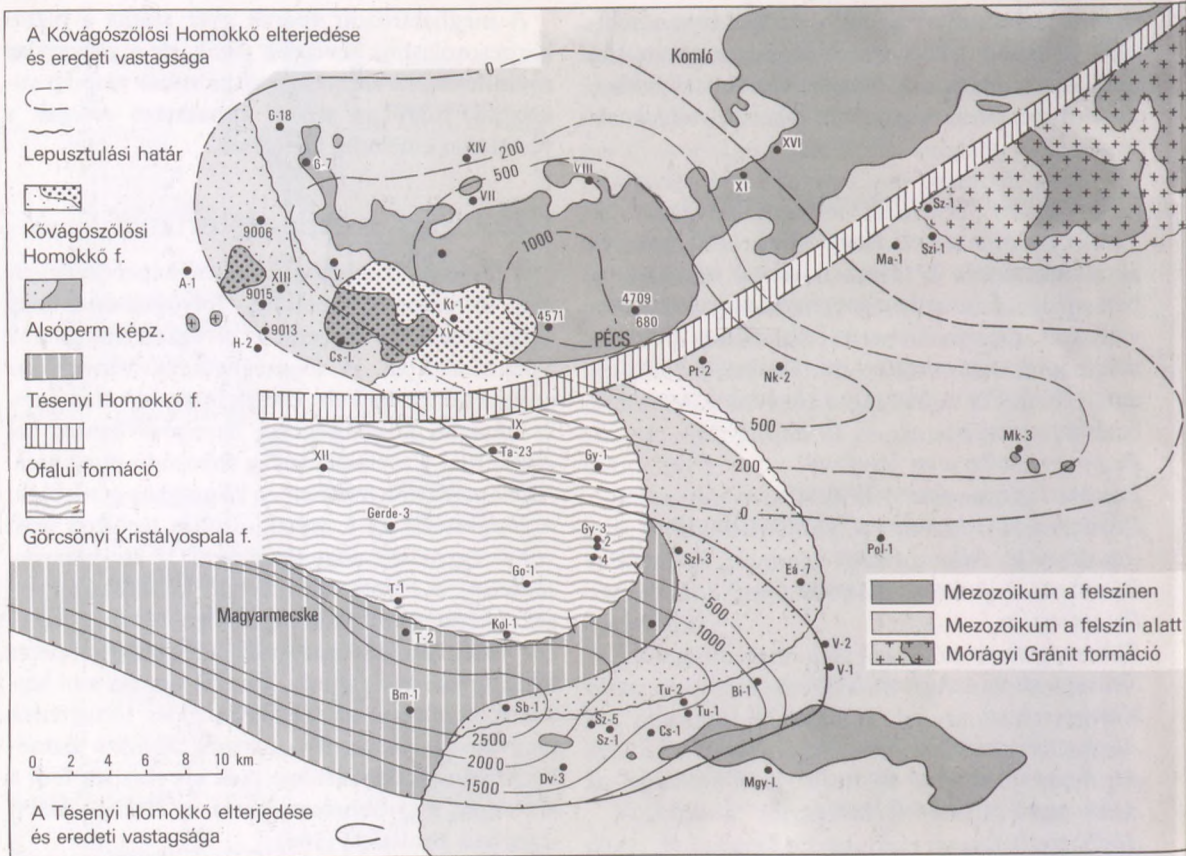 A Kővágószőlősi Homokkő elterjedése
és eredeti vastagsága
Lepusztulási határ
Kővágószőlősi
Homokkő f.
Alsóperm képz.
Tésenyi Homokkő f.
Ófalui formáció
Görcsönyi Kristályospala f.
Komló
0
6-18
6-7
XIV
200
500
VII
VIII
XVI
XI
Sz-1
Szi-1
Ma-1
9006
1000
A-1
XIII
9015
9013
H-2
Kt-1
XV
Cs-I.
4571
4709
680
PÉCS
Pt-2
Nk-2
500
Mk-3
IX
Ta-23
XII
Gy-1
200
Gerde-3
0
Gy-3
2
4
Szl-3
Pol-1
Go-1
Eá-7
T-1
Magyarmecske
T-2
Kol-1
500
1000
V-2
V-1
Bm-1
Sb-1
Tu-2
Bi-1
Tu-1
Sz-5
Sz-1
Cs-1
2500
2000
1500
Dv-3
Mgy-I.
Mezozoikum a felszínen
Mezozoikum a felszín alatt
Mórágyi Gránit formáció
0 2 4 6 8 10 km
A Tésenyi Homokkő elterjedése
és eredeti vastagsága